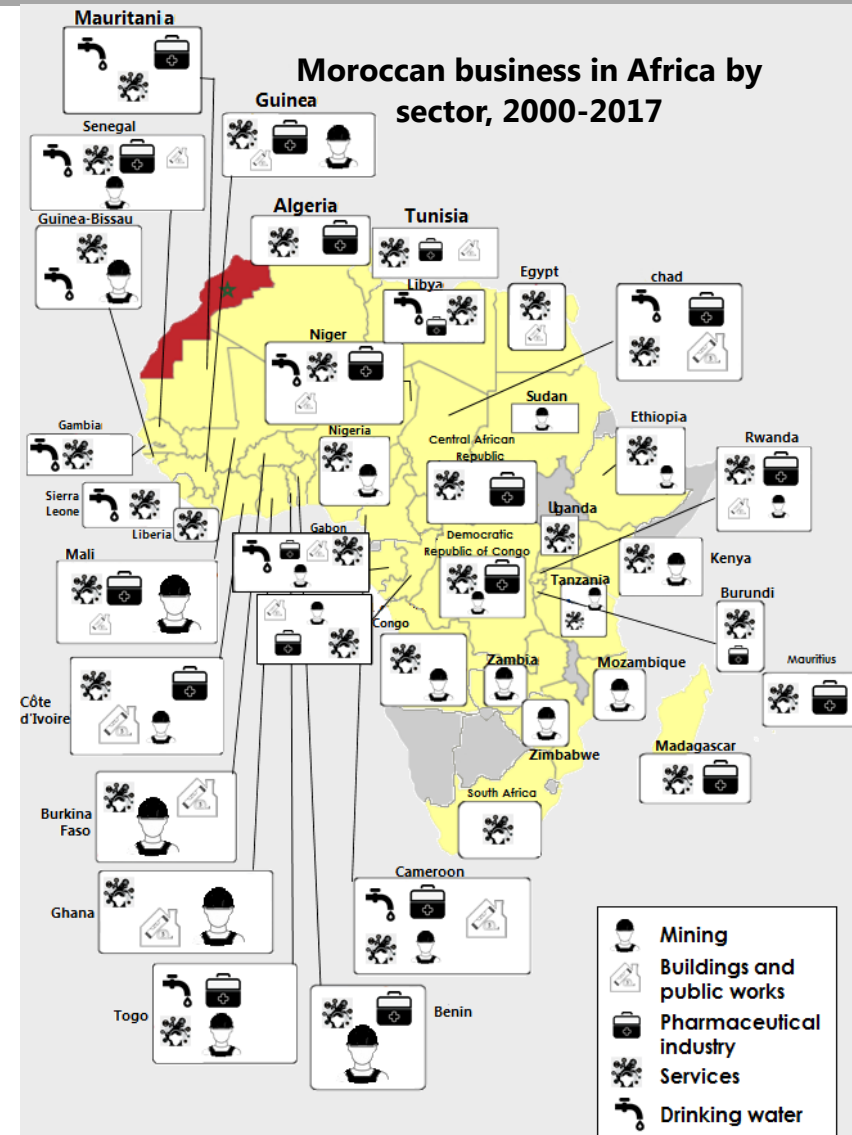 Mauritania
Moroccan business in Africa by
sector, 2000-2017
Guinea
Senegal
Algeria
Tunisia
Guinea-Bissau
Libya
Egypt
chad
Niger
Sudan
Ethiopia
Nigeria
Central African
Republic
Rwanda
Gambia
Sierra
Leone
Liberia
Gabon
Uganda
Democratic
Republic of Congo
Kenya
Mali
Tanzania
Burundi
Congo
Zambia
Mozambique
Mauritius
Côte
d'Ivoire
Zimbabwe
Madagascar
South Africa
Burkina
Faso
Cameroon
Ghana
Togo
Benin
Mining
Buildings and
public works
Pharmaceutical
industry
Services
Drinking water